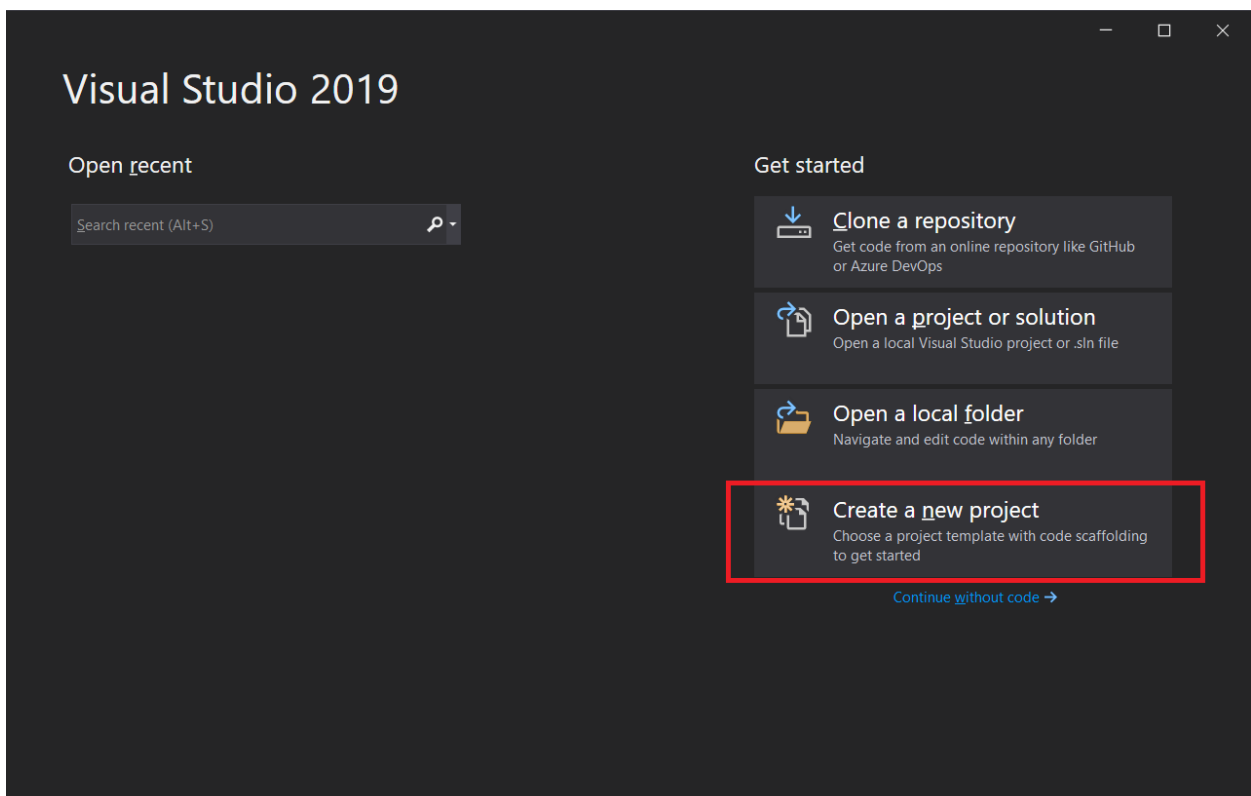 Visual Studio 2019
Open recent
Search recent (Alt+S)
Get started
Clone a repository
Get code from an online repository like GitHub
or Azure DevOps
Open a project or solution
Open a local Visual Studio project or .sln file
Open a local folder
Navigate and edit code within any folder
Create a new project
Choose a project template with code scaffolding
to get started
Continue without code →